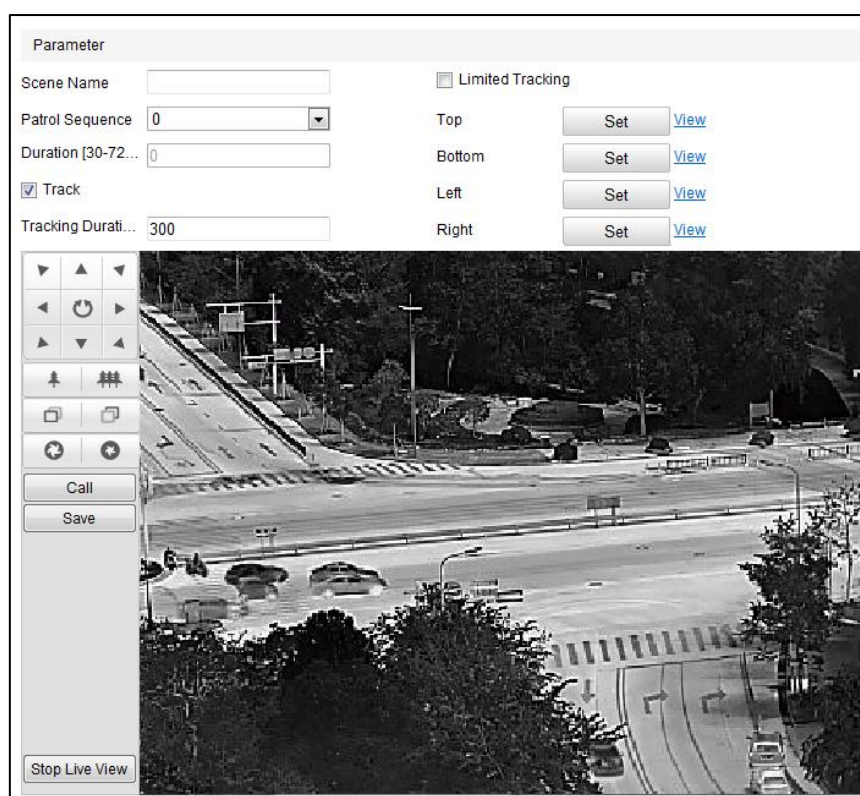 Parameter
Scene Name
Limited Tracking
Patrol Sequence 0
Top Set View
Duration [30-72... 0
Bottom Set View
Track
Left Set View
Tracking Durati... 300
Right Set View
Call
Save
Stop Live View